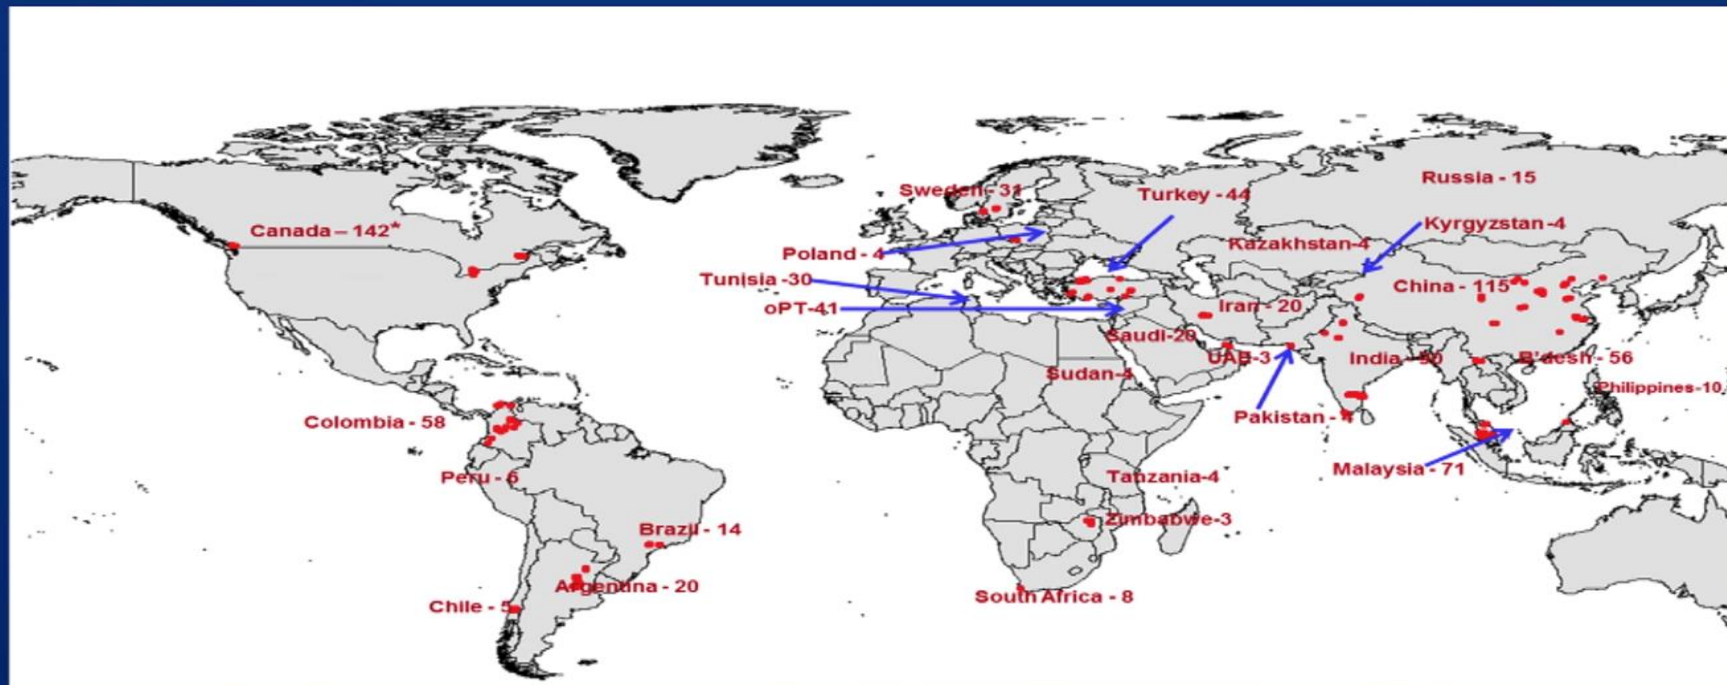 Russia - 15
Sweden - 31
Turkey - 44
Kyrgyzstan-4
Canada – 142*
Kazakhstan-4
Poland - 4
Tunisia -30
China - 115
Iran - 20
oPT-41
Saudi-20
UAE-3
India - 90
B'desh - 56
Sudan-4
Philippines-10
Pakistan -
Colombia - 58
Malaysia - 71
Peru - 6
Tanzania-4
Zimbabwe-3
Brazil - 14
Argentina - 20
South Africa - 8
Chile - 5